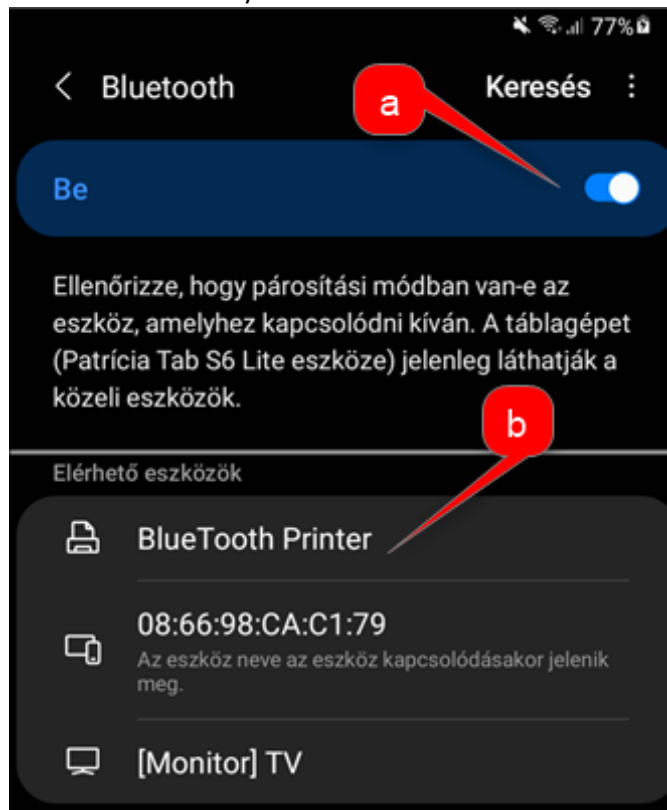 77%
Bluetooth
Keresés
a
Be
Ellenőrizze, hogy párosítási módban van-e az
eszköz, amelyhez kapcsolódni kíván. A táblagépet
(Patrícia Tab S6 Lite eszköze) jelenleg láthatják a
közeli eszközök.
b
Elérhető eszközök
BlueTooth Printer
08:66:98:CA:C1:79
Az eszköz neve az eszköz kapcsolódásakor jelenik
meg.
[Monitor] TV